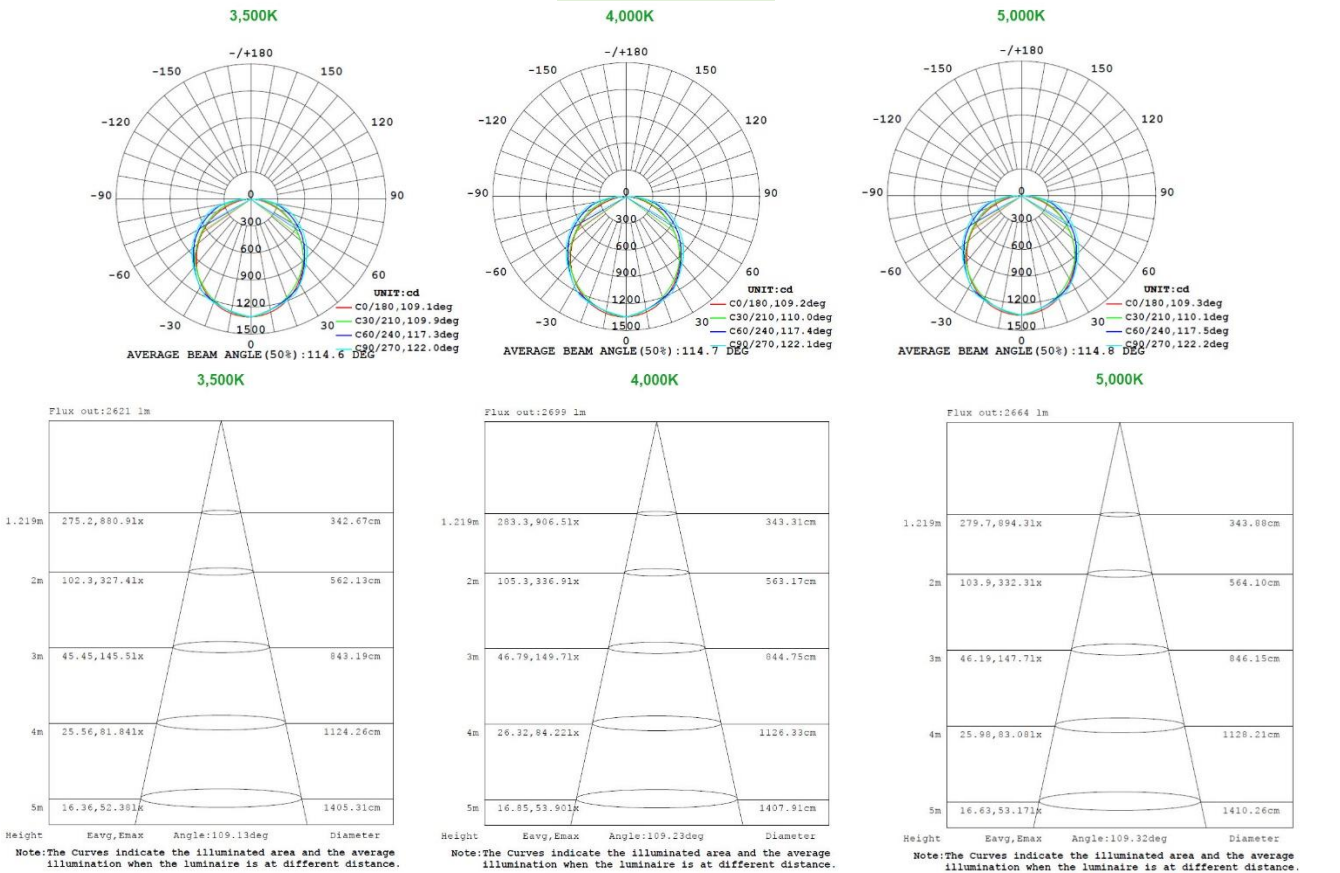 3,500K
4,000K
5,000K
-/+180
-150
150
-120
120
-90
90
0
300
600
900
1200
1500
-60
60
-30
30
0
UNIT:cd
C0/180,109.1deg
C30/210,109.9deg
C60/240,117.3deg
C90/270,122.0deg
AVERAGE BEAM ANGLE(50%):114.6 DEG
-/+180
-150
150
-120
120
-90
90
0
300
600
900
1200
1500
-60
60
-30
30
0
UNIT:cd
C0/180,109.2deg
C30/210,110.0deg
C60/240,117.4deg
C90/270,122.1deg
AVERAGE BEAM ANGLE(50%):114.7 DEG
-/+180
-150
150
-120
120
-90
90
0
300
600
900
1200
1500
-60
60
-30
30
0
UNIT:cd
C0/180,109.3deg
C30/210,110.1deg
C60/240,117.5deg
C90/270,122.2deg
AVERAGE BEAM ANGLE(50%):114.8 DEG
3,500K
4,000K
5,000K
Flux out:2621 lm
1.219m 275.2,880.9lx 342.67cm
2m 102.3,327.4lx 562.13cm
3m 45.45,145.5lx 843.19cm
4m 25.56,81.84lx 1124.26cm
5m 16.36,52.38lx 1405.31cm
Height Eavg,Emax Angle:109.13deg Diameter
Note:The Curves indicate the illuminated area and the average
illumination when the luminaire is at different distance.
Flux out:2699 lm
1.219m 283.3,906.5lx 343.31cm
2m 105.3,336.9lx 563.17cm
3m 46.79,149.7lx 844.75cm
4m 26.32,84.22lx 1126.33cm
5m 16.85,53.90lx 1407.91cm
Height Eavg,Emax Angle:109.23deg Diameter
Note:The Curves indicate the illuminated area and the average
illumination when the luminaire is at different distance.
Flux out:2664 lm
1.219m 279.7,894.3lx 343.88cm
2m 103.9,332.3lx 564.10cm
3m 46.19,147.7lx 846.15cm
4m 25.98,83.08lx 1128.21cm
5m 16.63,53.17lx 1410.26cm
Height Eavg,Emax Angle:109.32deg Diameter
Note:The Curves indicate the illuminated area and the average
illumination when the luminaire is at different distance.